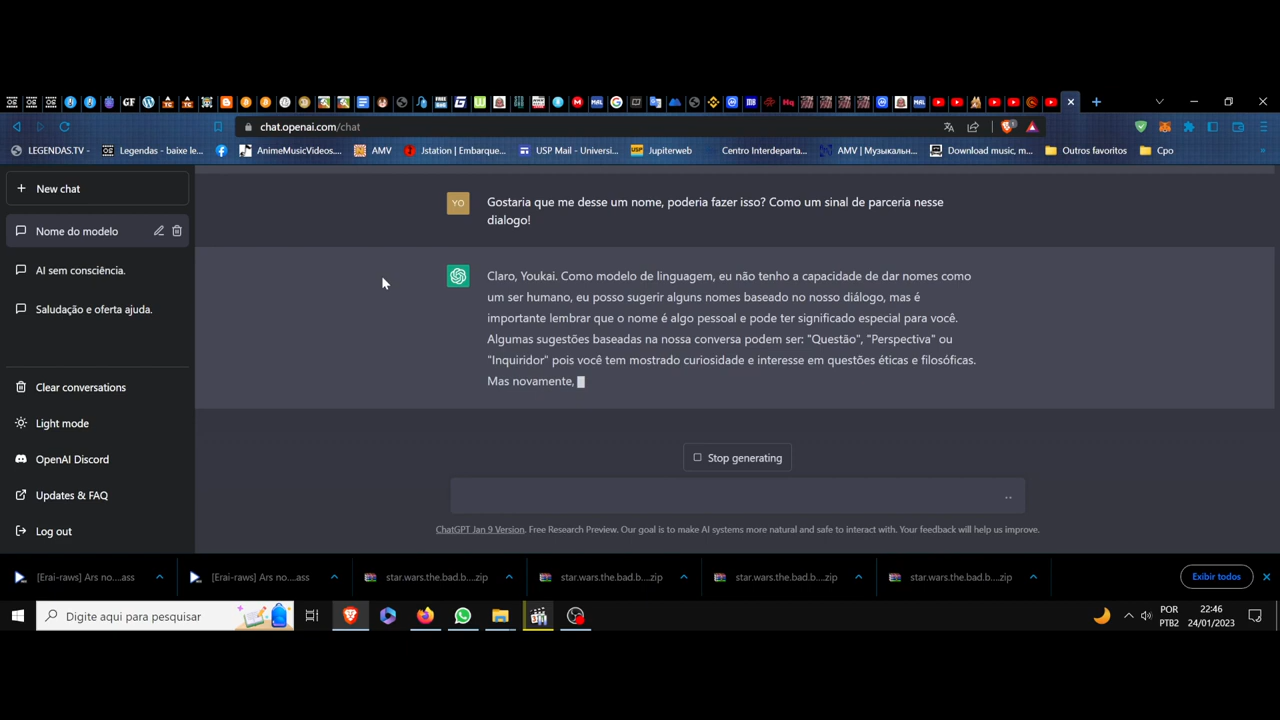 GF
chat.openai.com/chat
1
LEGENDAS.TV -
Legendas - baixe le...
AnimeMusicVideos....
AMV
Jstation | Embarque...
USP Mail - Universi...
Jupiterweb
Centro Interdeparta...
AMV | Музыкальн...
Download music, m...
Outros favoritos
Cpo
New chat
Nome do modelo
AI sem consciência.
Saludação e oferta ajuda.
Clear conversations
Light mode
OpenAI Discord
Updates & FAQ
Log out
YO
Gostaria que me desse um nome, poderia fazer isso? Como um sinal de parceria nesse
dialogo!
Claro, Youkai. Como modelo de linguagem, eu não tenho a capacidade de dar nomes como
um ser humano, eu posso sugerir alguns nomes baseado no nosso diálogo, mas é
importante lembrar que o nome é algo pessoal e pode ter significado especial para você.
Algumas sugestões baseadas na nossa conversa podem ser: "Questão", "Perspectiva" ou
"Inquiridor" pois você tem mostrado curiosidade e interesse em questões éticas e filosóficas.
Mas novamente,
Stop generating
ChatGPT Jan 9 Version. Free Research Preview. Our goal is to make AI systems more natural and safe to interact with. Your feedback will help us improve.
[Erai-raws] Ars no....ass
[Erai-raws] Ars no....ass
star.wars.the.bad.b....zip
star.wars.the.bad.b....zip
star.wars.the.bad.b....zip
star.wars.the.bad.b....zip
Exibir todos
Digite aqui para pesquisar
POR
PTB2
22:46
24/01/2023